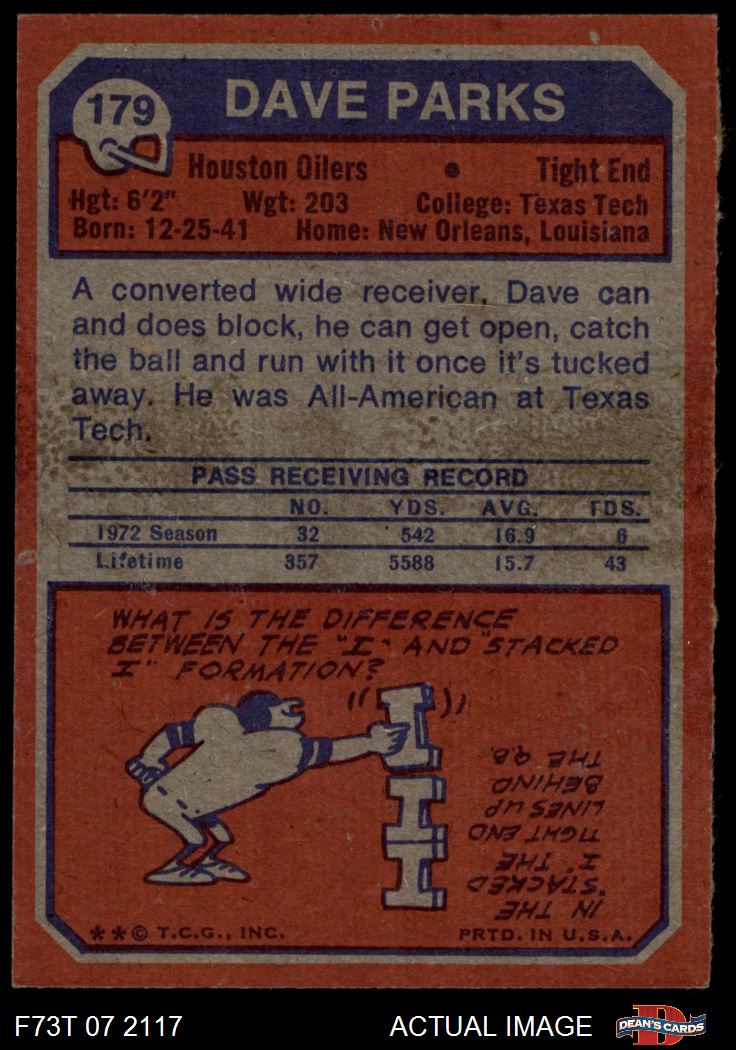 179
DAVE PARKS
Houston Oilers • Tight End
Hgt: 6'2" Wgt: 203 College: Texas Tech
Born: 12-25-41 Home: New Orleans, Louisiana
A converted wide receiver, Dave can
and does block, he can get open, catch
the ball and run with it once it's tucked
away. He was All-American at Texas
Tech.
PASS RECEIVING RECORD
NO. YDS. AVG. TDS.
1972 Season 32 542 16.9 6
Lifetime 357 5588 15.7 43
WHAT IS THE DIFFERENCE
BETWEEN THE "I" AND "STACKED
I" FORMATION?
IN THE
"STACKED
I" THE
TIGHT END
LINES UP
BEHIND
THE Q.B.
I
I
I
**© T.C.G., INC. PRTD. IN U.S.A.
F73T 07 2117 ACTUAL IMAGE D DEAN'S CARDS